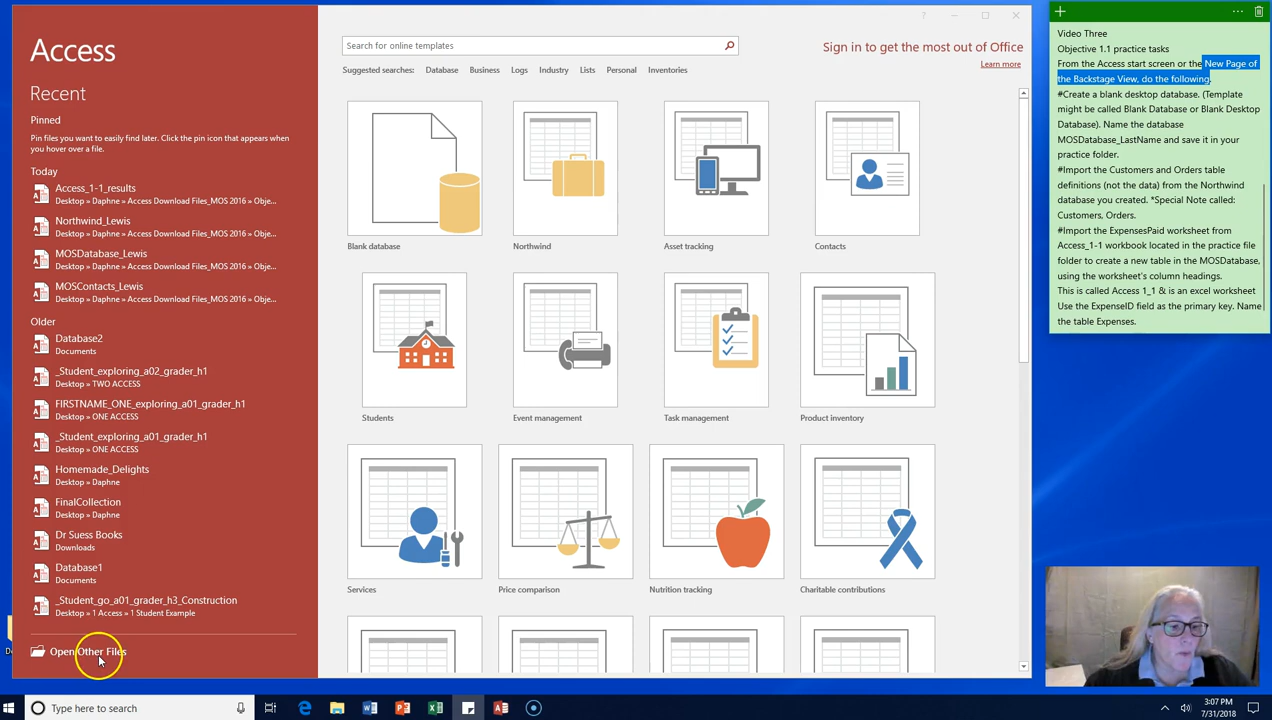 Access
Recent
Pinned
Pin files you want to easily find later. Click the pin icon that appears when
you hover over a file.
Today
Access_1-1_results
Desktop » Daphne » Access Download Files_MOS 2016 » Obje...
Northwind_Lewis
Desktop » Daphne » Access Download Files_MOS 2016 » Obje...
MOSDatabase_Lewis
Desktop » Daphne » Access Download Files_MOS 2016 » Obje...
MOSContacts_Lewis
Desktop » Daphne » Access Download Files_MOS 2016 » Obje...
Older
Database2
Documents
_Student_exploring_a02_grader_h1
Desktop » TWO ACCESS
FIRSTNAME_ONE_exploring_a01_grader_h1
Desktop » ONE ACCESS
_Student_exploring_a01_grader_h1
Desktop » ONE ACCESS
Homemade_Delights
Desktop » Daphne
FinalCollection
Desktop » Daphne
Dr Suess Books
Downloads
Database1
Documents
_Student_go_a01_grader_h3_Construction
Desktop » 1 Access » 1 Student Example
Open Other Files
Search for online templates
Sign in to get the most out of Office
Learn more
Suggested searches: Database Business Logs Industry Lists Personal Inventories
Blank database Northwind Asset tracking Contacts
Students Event management Task management Product inventory
Services Price comparison Nutrition tracking Charitable contributions
Video Three
Objective 1.1 practice tasks
From the Access start screen or the New Page of
the Backstage View, do the following:
#Create a blank desktop database. (Template
might be called Blank Database or Blank Desktop
Database). Name the database
MOSDatabase_LastName and save it in your
practice folder.
#Import the Customers and Orders table
definitions (not the data) from the Northwind
database you created. *Special Note called:
Customers, Orders.
#Import the ExpensesPaid worksheet from
Access_1-1 workbook located in the practice file
folder to create a new table in the MOSDatabase,
using the worksheet's column headings.
This is called Access 1_1 & is an excel worksheet
Use the ExpenseID field as the primary key. Name
the table Expenses.
Type here to search
3:07 PM
7/31/2018